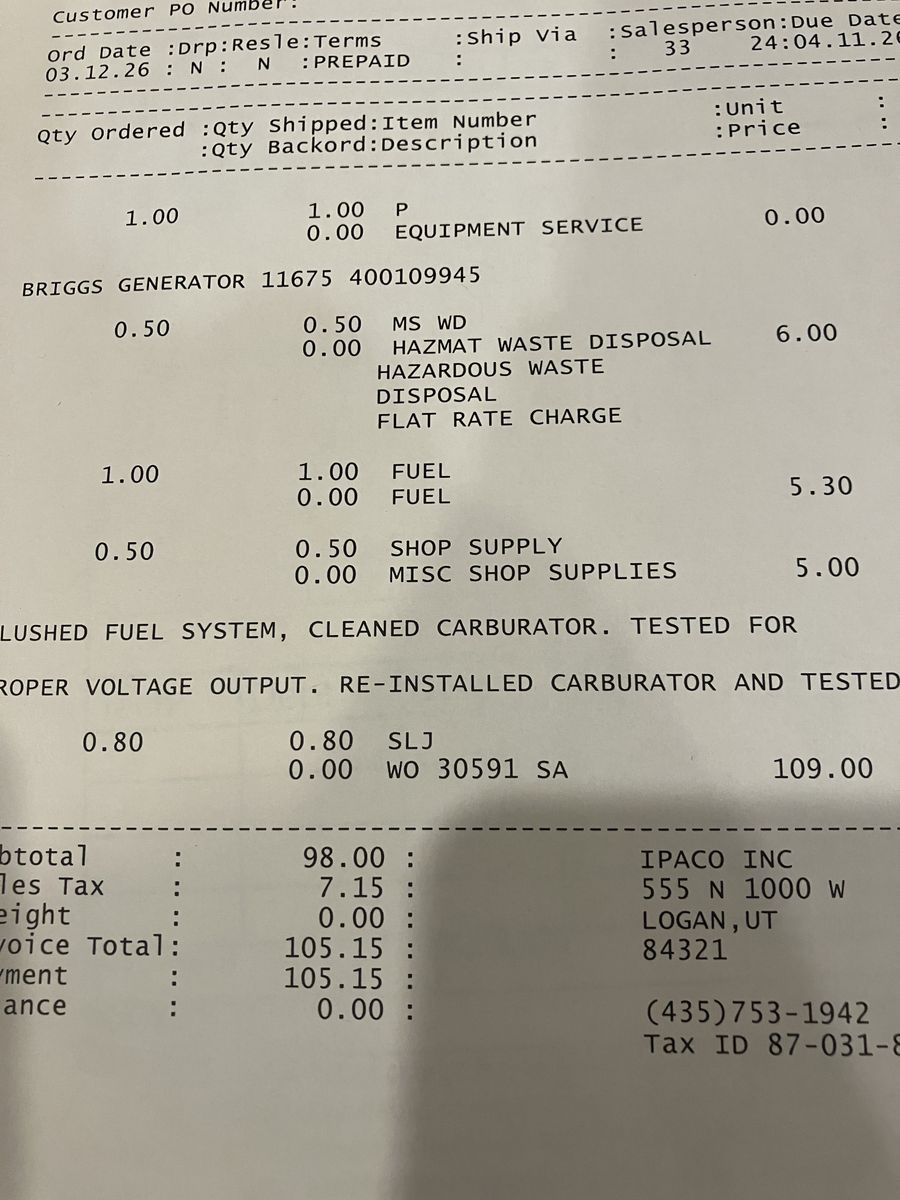 Customer PO Number:
Ord Date :Drp:Resle:Terms :Ship Via :Salesperson:Due Date
03.12.26 : N : N :PREPAID : : 33 24:04.11.26
Qty Ordered :Qty Shipped:Item Number :Unit :
:Qty Backord:Description :Price :
1.00 1.00 P 0.00
0.00 EQUIPMENT SERVICE
BRIGGS GENERATOR 11675 400109945
0.50 0.50 MS WD 6.00
0.00 HAZMAT WASTE DISPOSAL
HAZARDOUS WASTE
DISPOSAL
FLAT RATE CHARGE
1.00 1.00 FUEL 5.30
0.00 FUEL
0.50 0.50 SHOP SUPPLY 5.00
0.00 MISC SHOP SUPPLIES
LUSHED FUEL SYSTEM, CLEANED CARBURATOR. TESTED FOR
ROPER VOLTAGE OUTPUT. RE-INSTALLED CARBURATOR AND TESTED
0.80 0.80 SLJ
0.00 WO 30591 SA 109.00
btotal : 98.00 : IPACO INC
les Tax : 7.15 : 555 N 1000 W
eight : 0.00 : LOGAN,UT
voice Total: 105.15 : 84321
yment : 105.15 :
ance : 0.00 : (435)753-1942
Tax ID 87-031-8